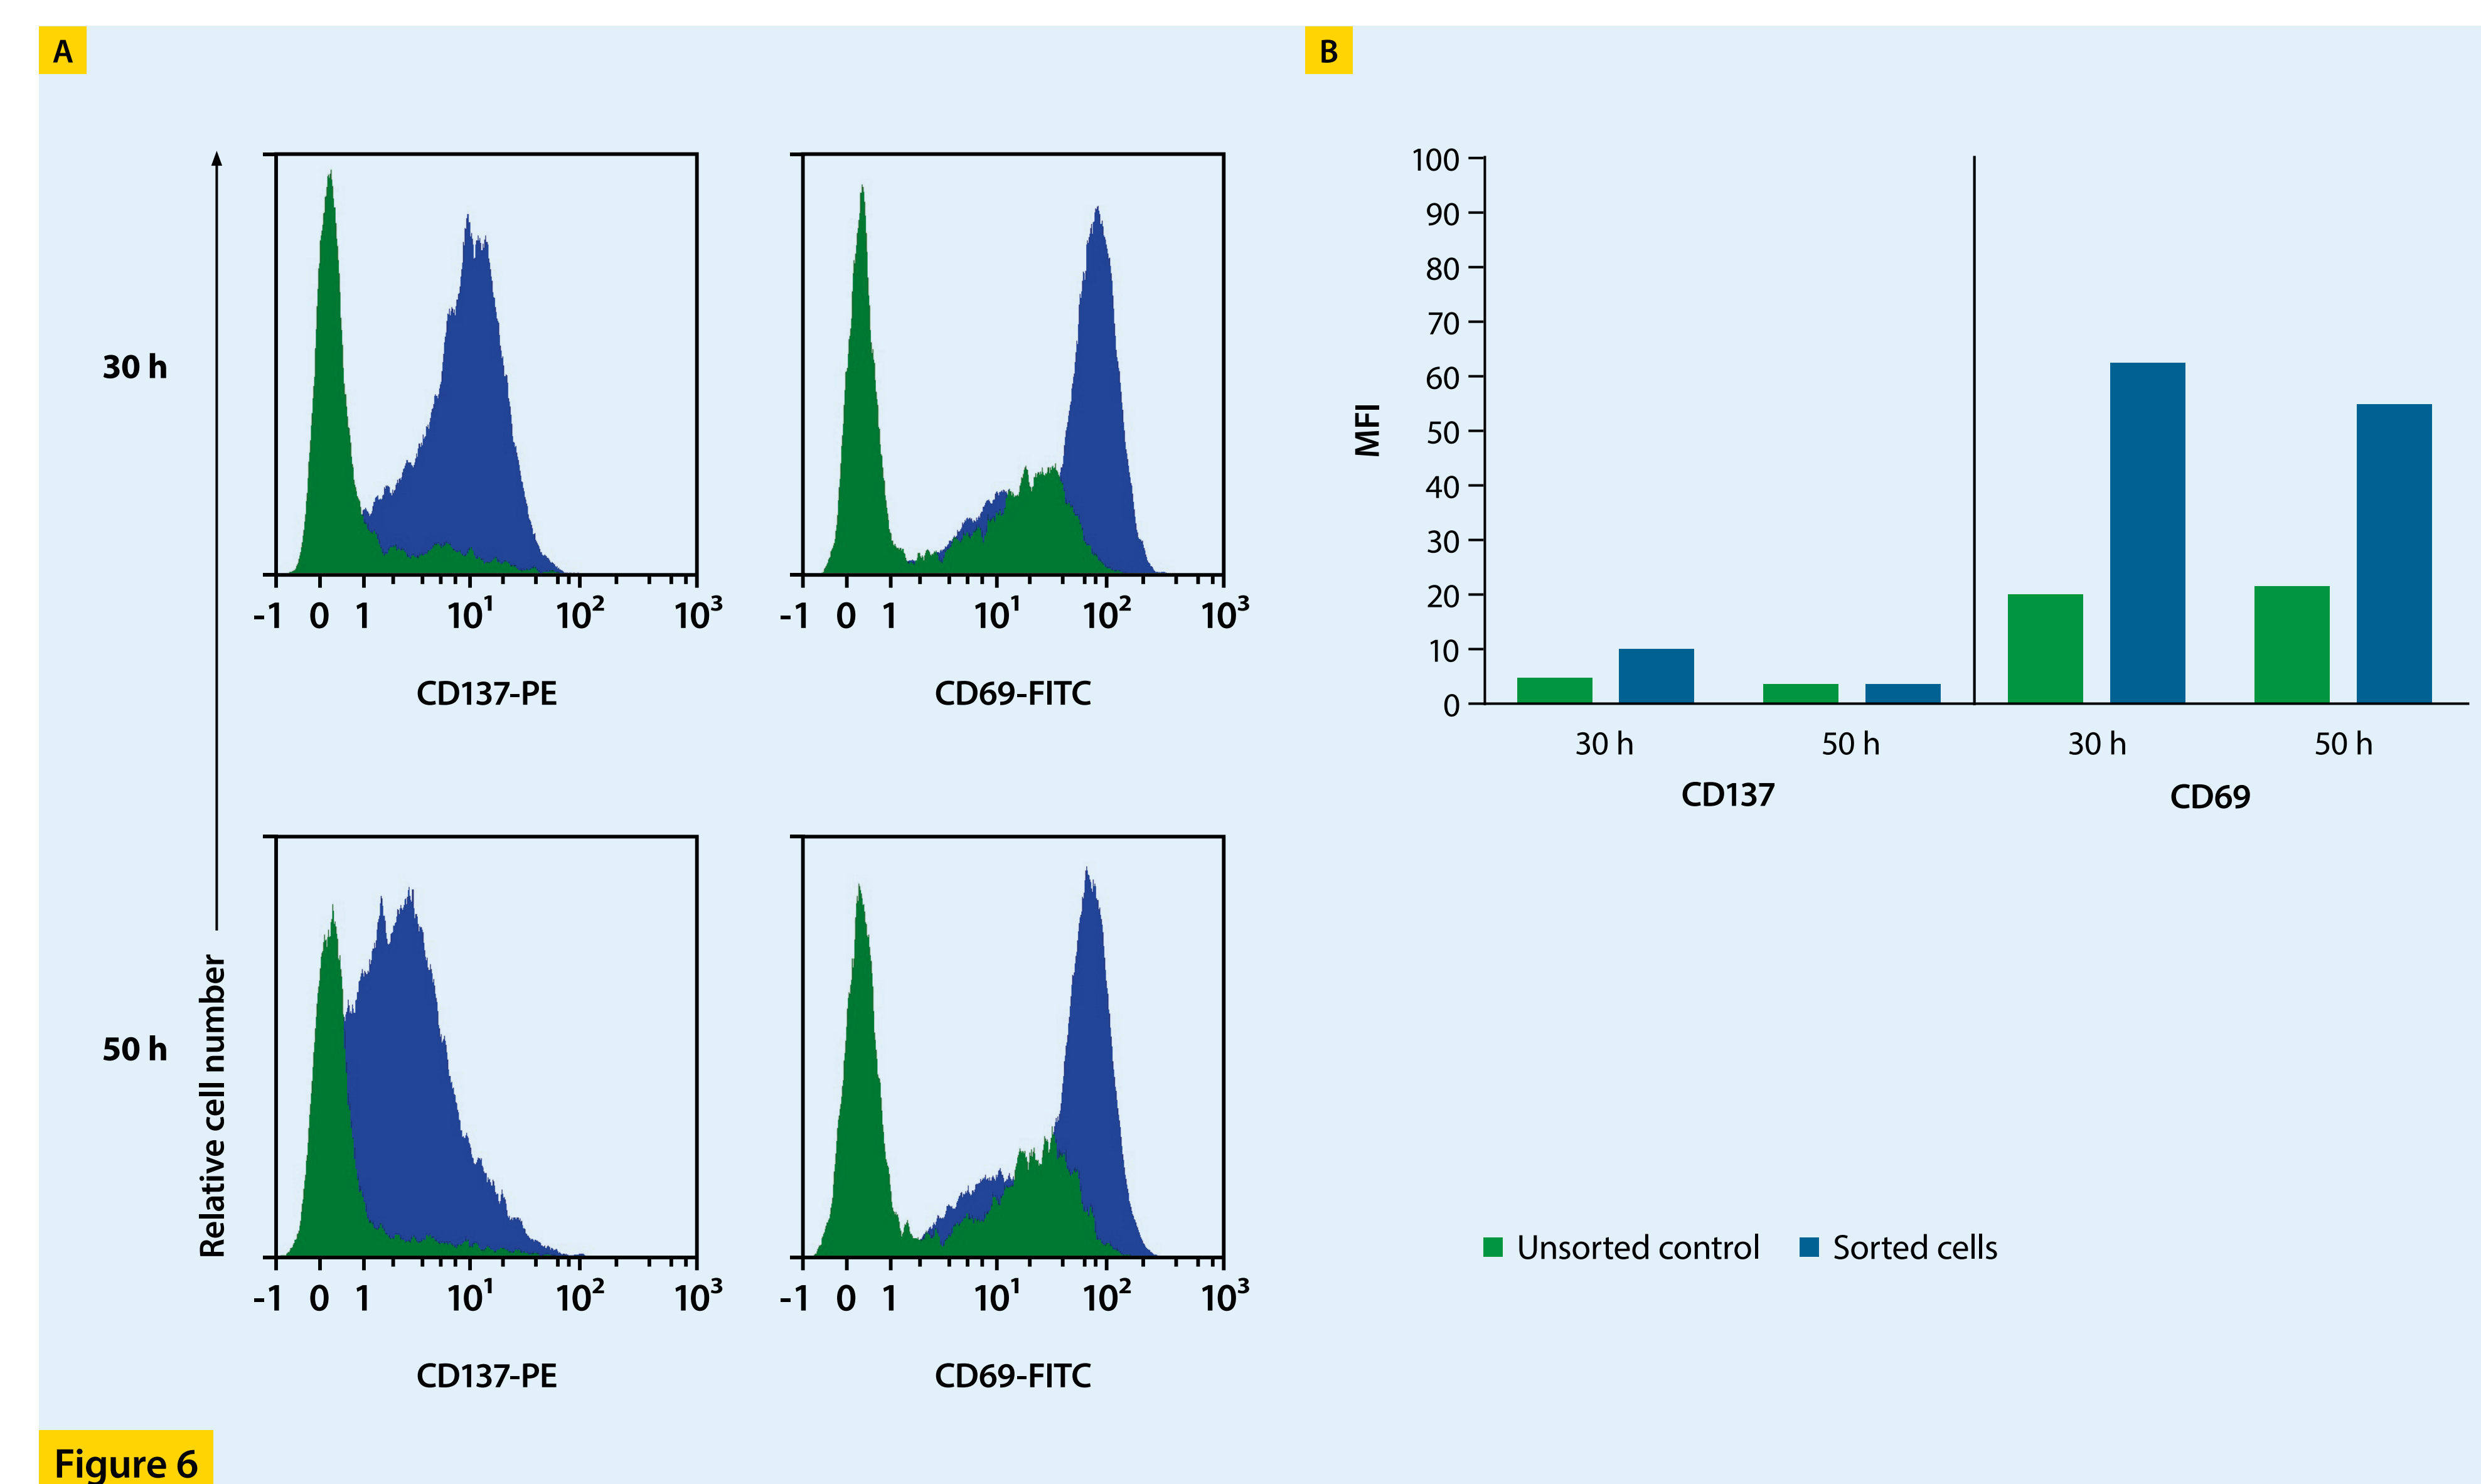 A
B
30 h
-1 0 1 10¹ 10² 10³
CD137-PE
-1 0 1 10¹ 10² 10³
CD69-FITC
50 h
Relative cell number
-1 0 1 10¹ 10² 10³
CD137-PE
-1 0 1 10¹ 10² 10³
CD69-FITC
MFI
100
90
80
70
60
50
40
30
20
10
0
30 h 50 h 30 h 50 h
CD137 CD69
Unsorted control Sorted cells
Figure 6